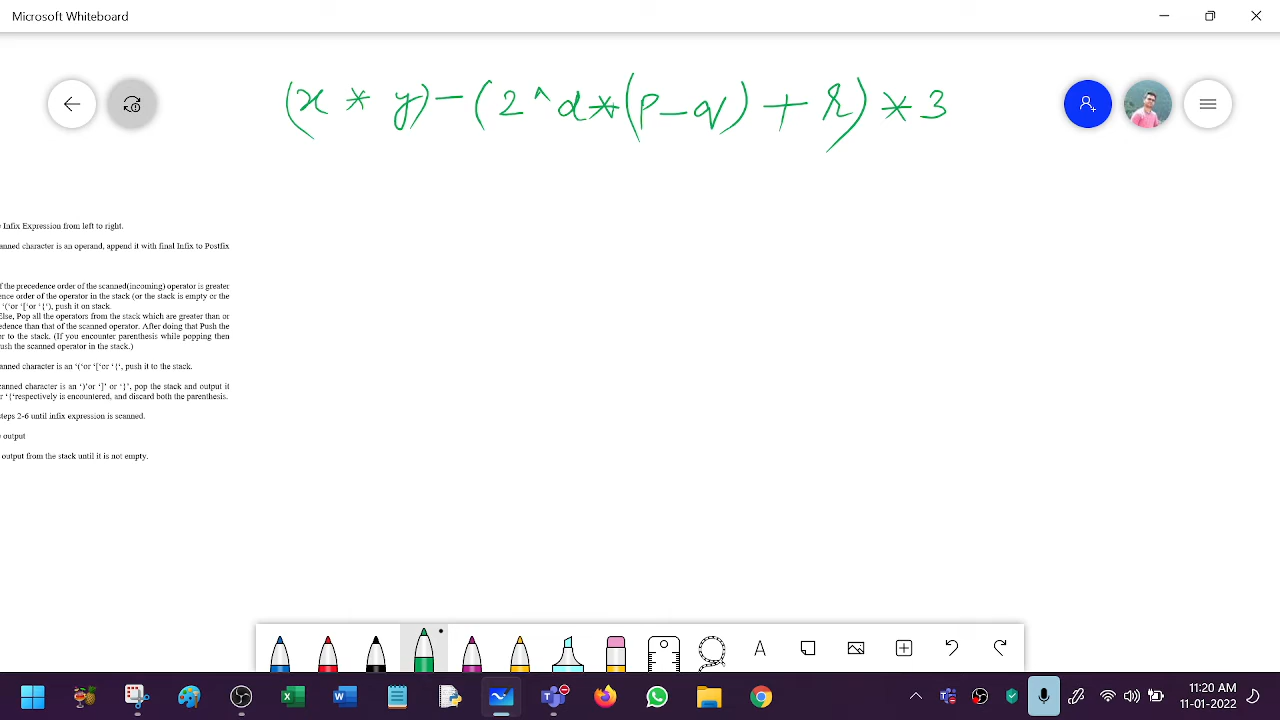 Microsoft Whiteboard
(x * y) - (2 ^ d * (p - q) + r) * 3
Infix Expression from left to right.
anned character is an operand, append it with final Infix to Postfix
f the precedence order of the scanned(incoming) operator is greater
ence order of the operator in the stack (or the stack is empty or the
‘(‘or ‘[‘or ‘{‘), push it on stack.
Else, Pop all the operators from the stack which are greater than or
edence than that of the scanned operator. After doing that Push the
or to the stack. (If you encounter parenthesis while popping then
ush the scanned operator in the stack.)
anned character is an ‘(‘or ‘[‘or ‘{‘, push it to the stack.
canned character is an ‘)’or ‘]’ or ‘}’, pop the stack and output it
r ‘{‘respectively is encountered, and discard both the parenthesis.
steps 2-6 until infix expression is scanned.
output
output from the stack until it is not empty.
A
11:20 AM
11-01-2022